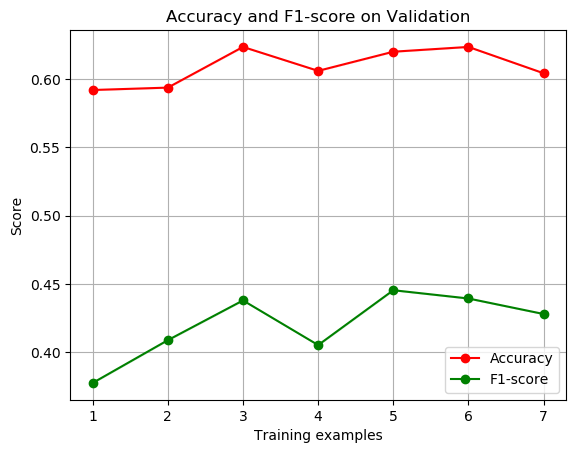 Accuracy and F1-score on Validation
0.60
0.55
0.50
0.45
0.40
Score
1 2 3 4 5 6 7
Training examples
Accuracy
F1-score